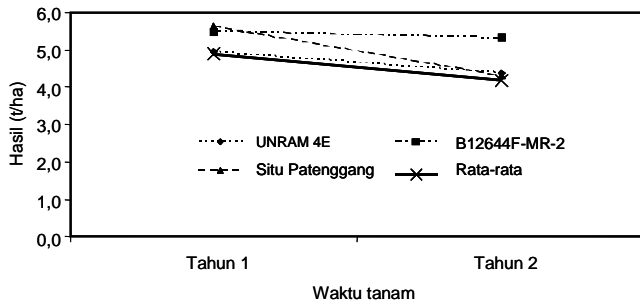 6,0
5,0
4,0
3,0
2,0
1,0
0,0
Hasil (t/ha)
UNRAM 4E
B12644F-MR-2
Situ Patenggang
Rata-rata
Tahun 1
Tahun 2
Waktu tanam